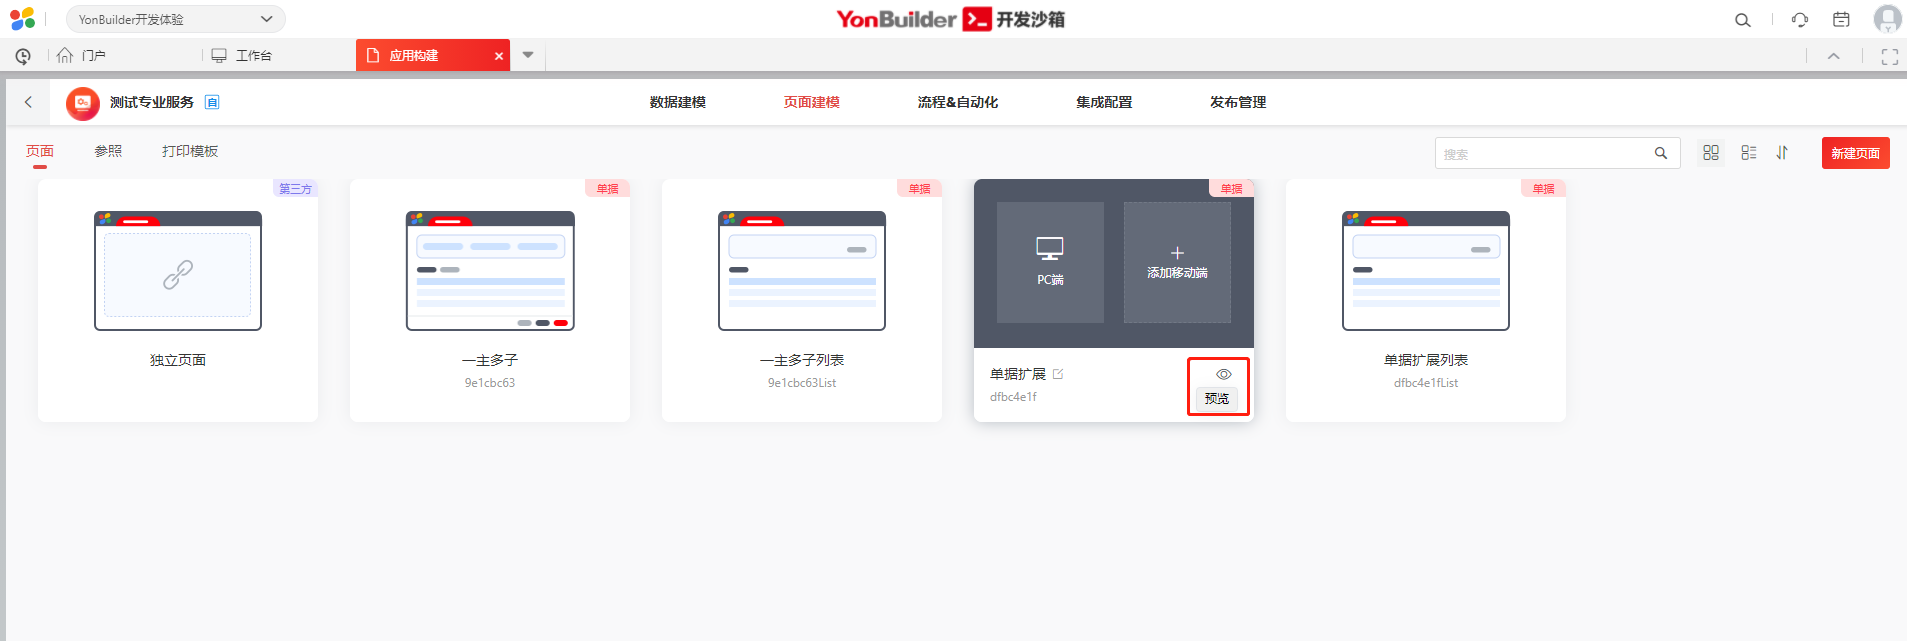 YonBuilder开发体验
YonBuilder 开发沙箱
门户
工作台
应用构建
测试专业服务 自
数据建模
页面建模
流程&自动化
集成配置
发布管理
页面
参照
打印模板
搜索
新建页面
第三方
独立页面
单据
一主多子
9e1cbc63
单据
一主多子列表
9e1cbc63List
单据
PC端
添加移动端
单据扩展
dfbc4e1f
预览
单据
单据扩展列表
dfbc4e1fList